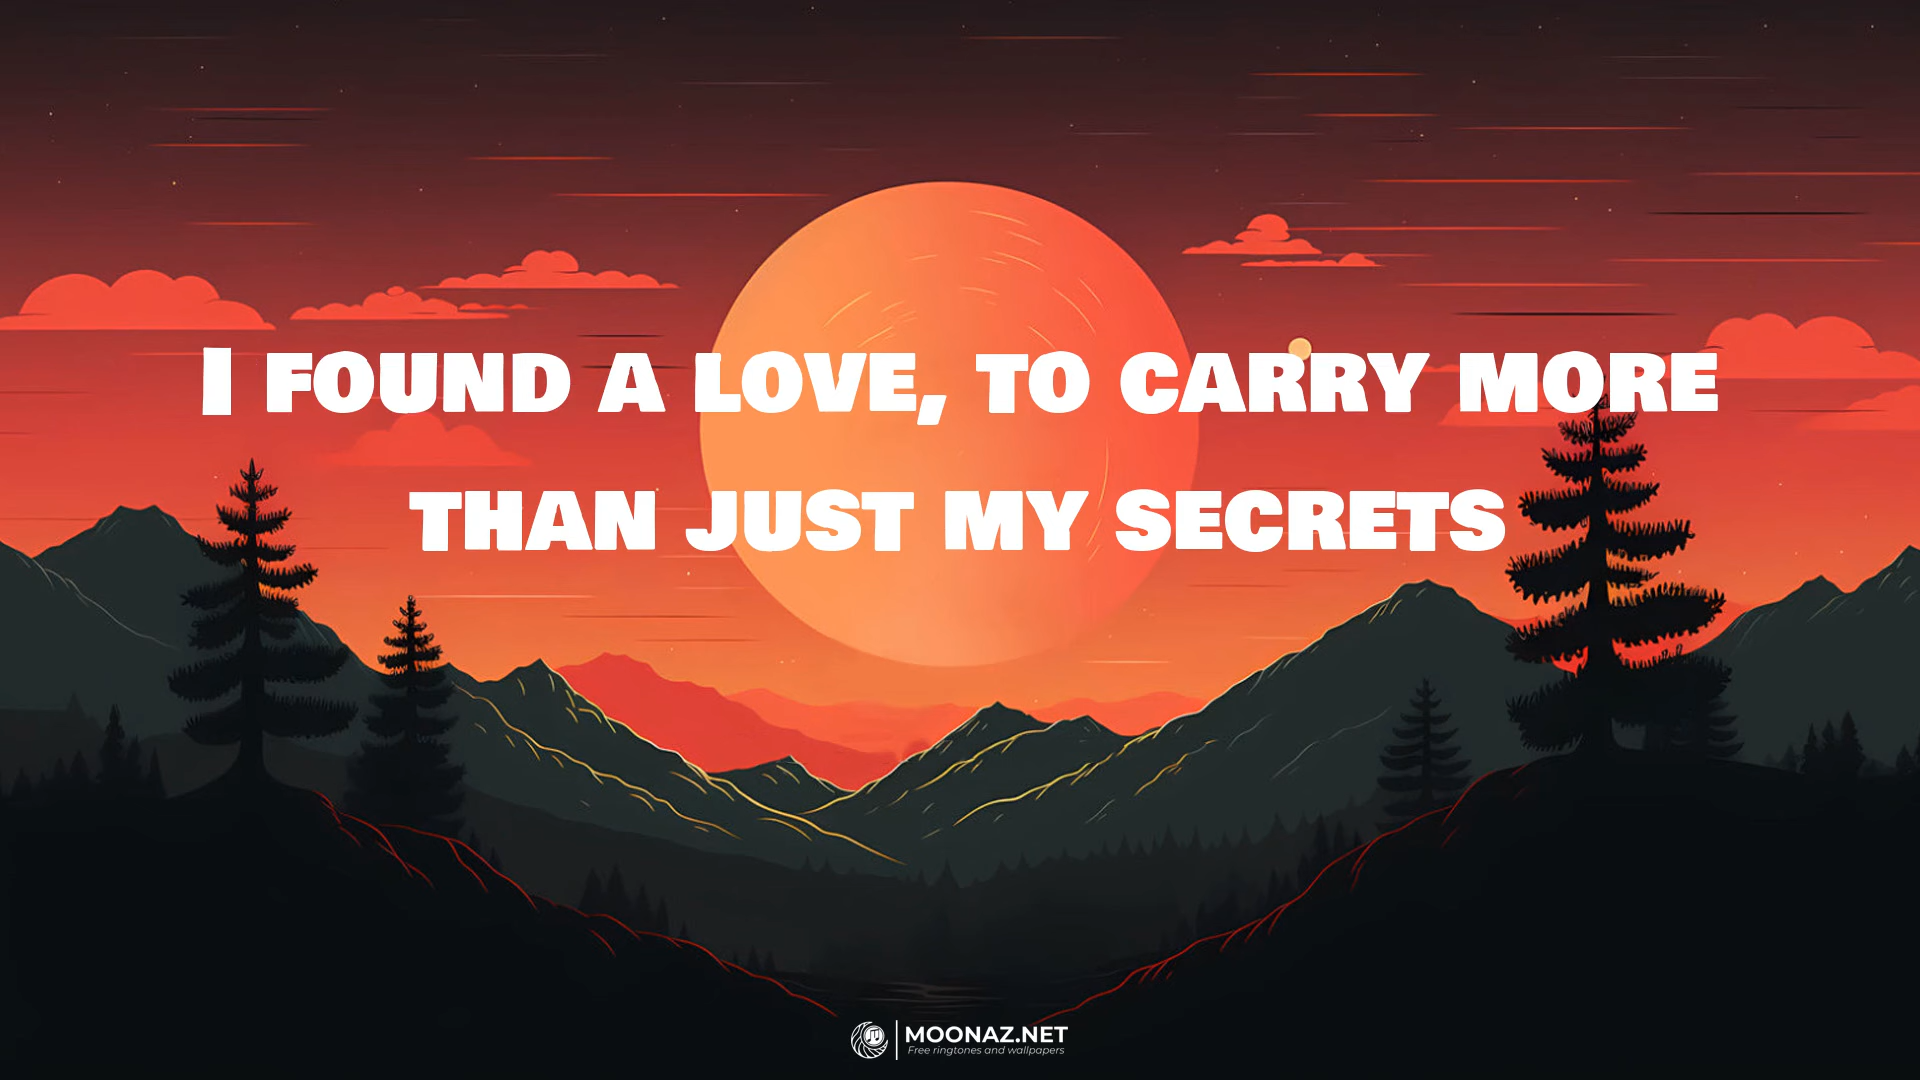 I FOUND A LOVE, TO CARRY MORE
THAN JUST MY SECRETS
MOONAZ.NET
Free ringtones and wallpapers